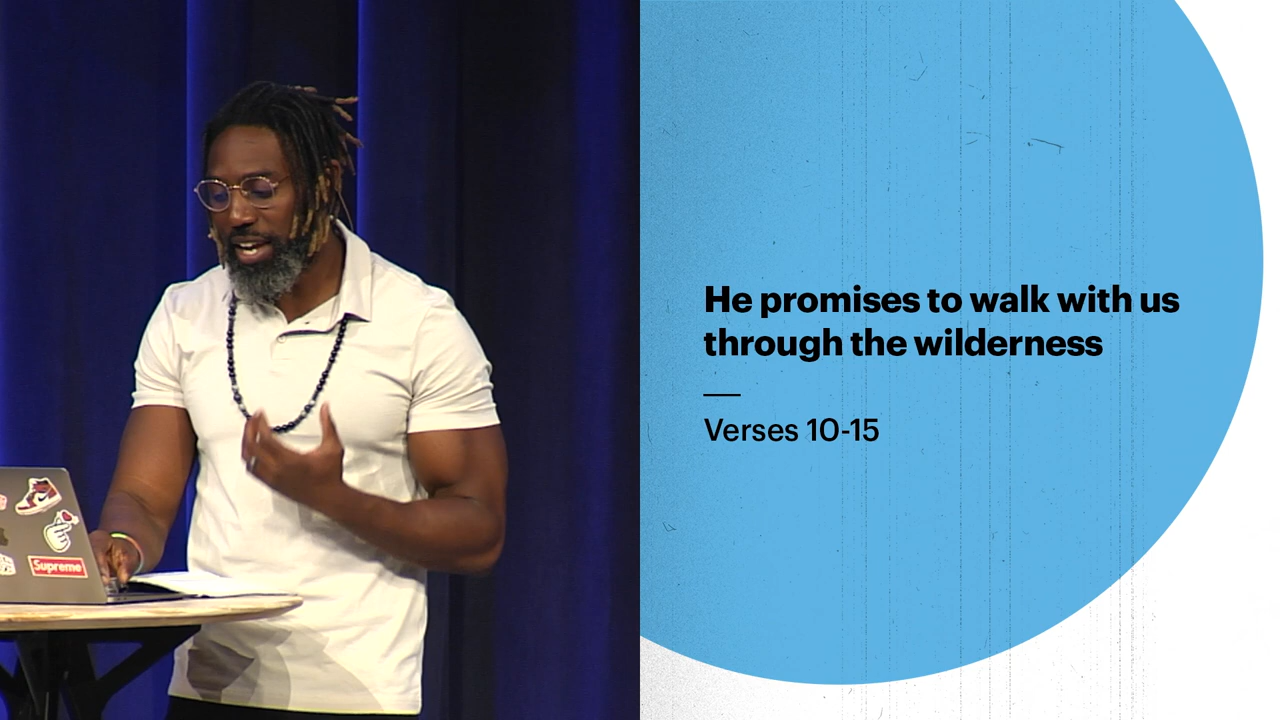 He promises to walk with us
through the wilderness
Verses 10-15
Supreme